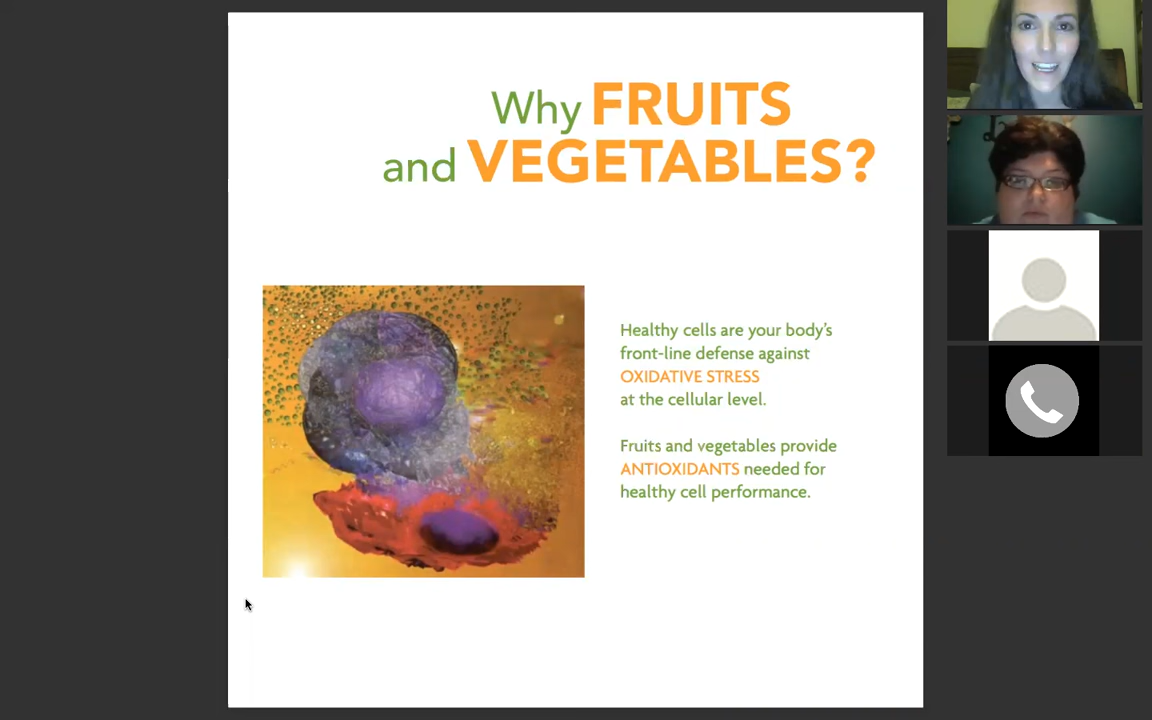 Why FRUITS
and VEGETABLES?
Healthy cells are your body's
front-line defense against
OXIDATIVE STRESS
at the cellular level.
Fruits and vegetables provide
ANTIOXIDANTS needed for
healthy cell performance.